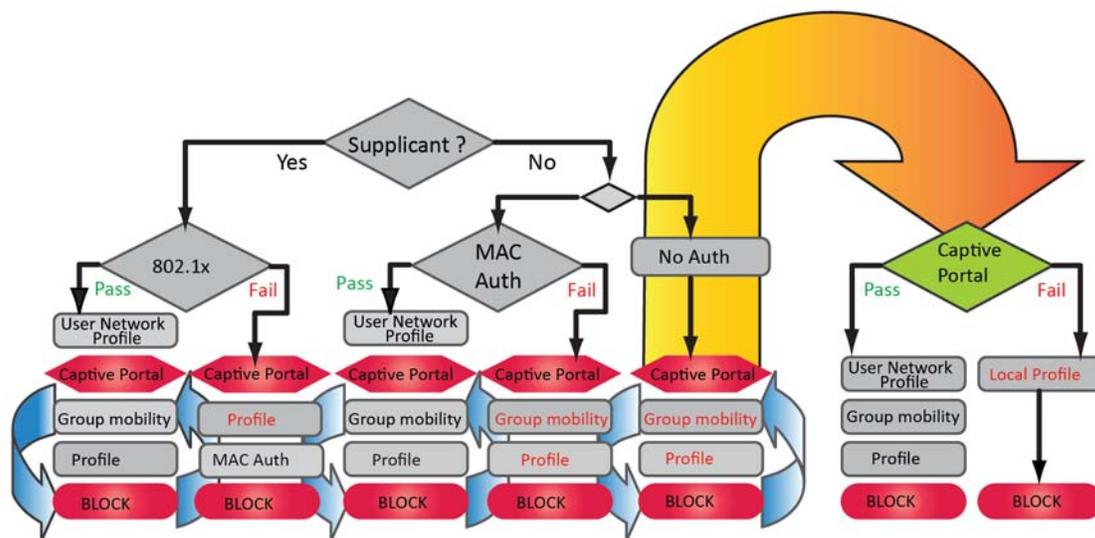 Supplicant ?
Yes
No
802.1x
MAC
Auth
No Auth
Captive
Portal
Pass
Fail
Pass
Fail
Pass
Fail
User Network
Profile
User Network
Profile
User Network
Profile
Local Profile
Captive Portal
Captive Portal
Captive Portal
Captive Portal
Captive Portal
Group mobility
Profile
Group mobility
Group mobility
Group mobility
Group mobility
Profile
MAC Auth
Profile
Profile
Profile
Profile
BLOCK
BLOCK
BLOCK
BLOCK
BLOCK
BLOCK
BLOCK